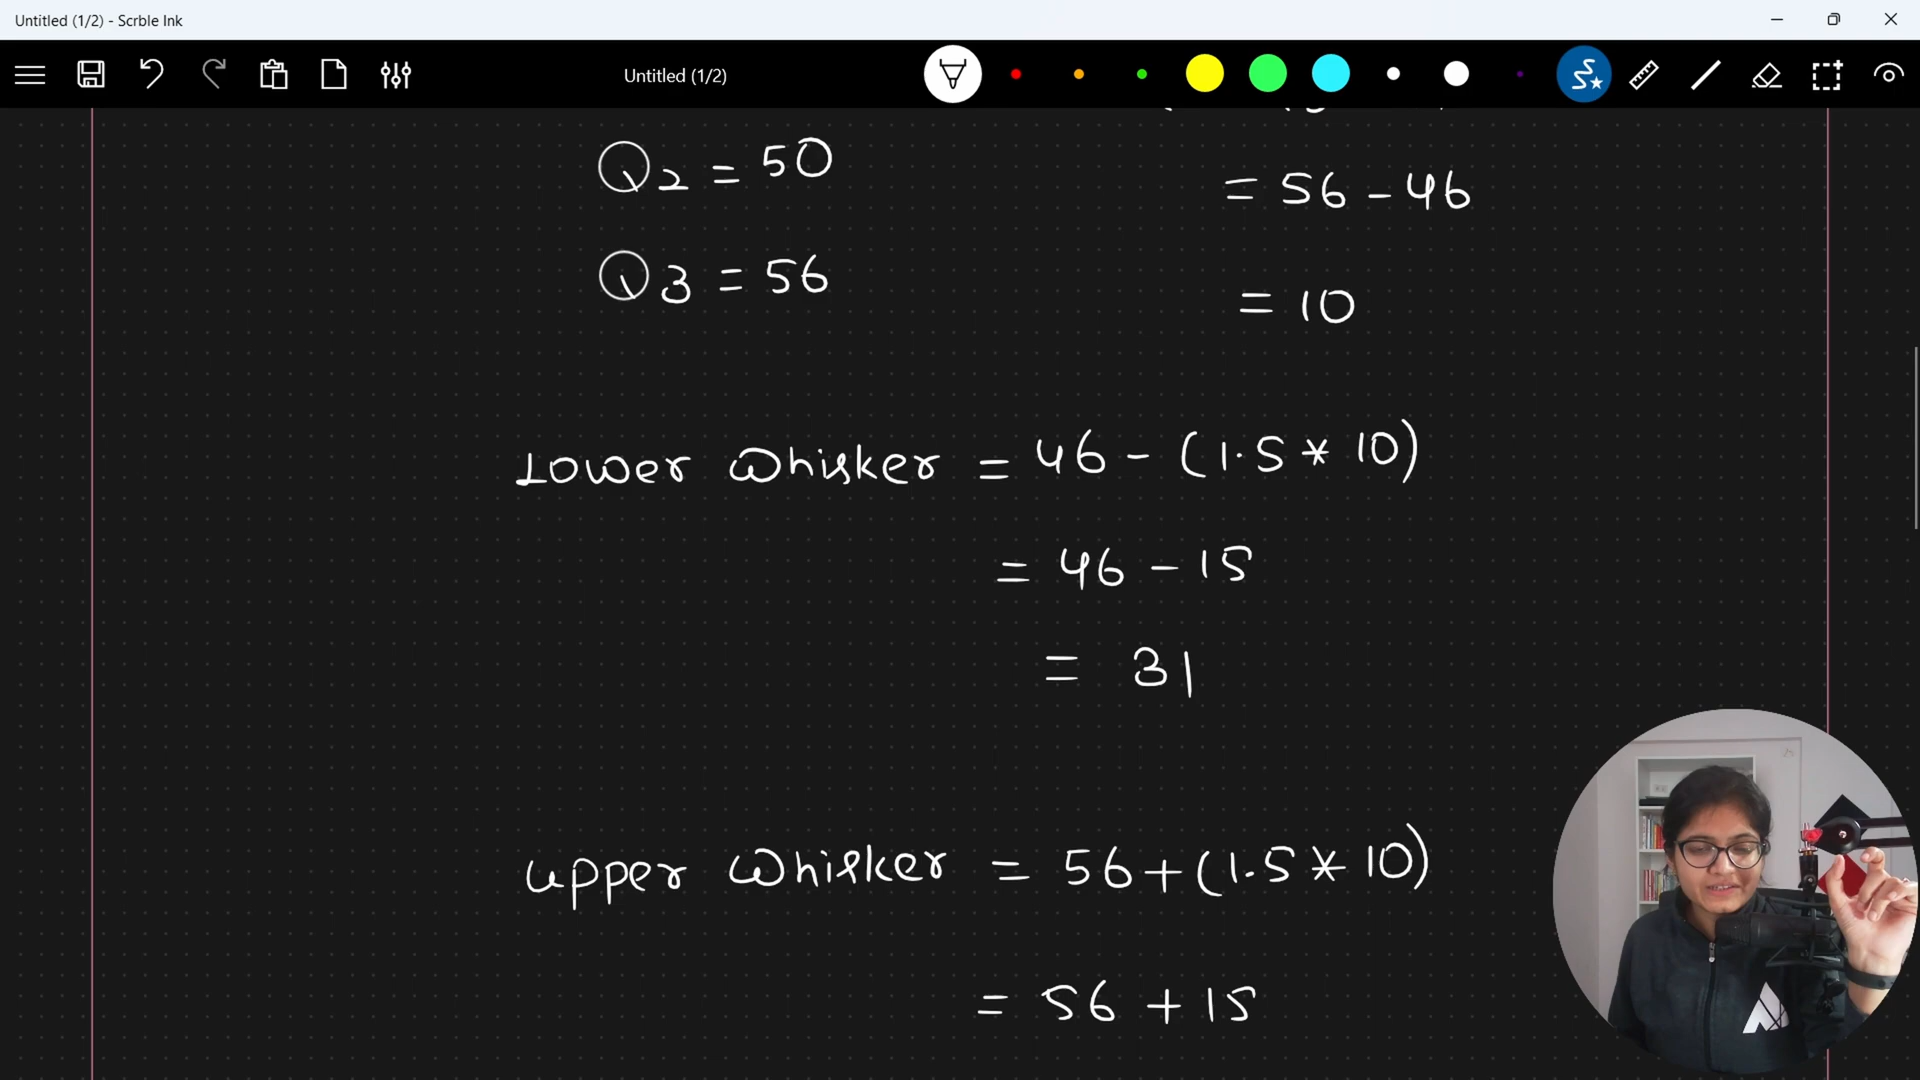 Untitled (1/2) - Scrble Ink
Untitled (1/2)
Q2 = 50
= 56 - 46
Q3 = 56
= 10
Lower Whisker = 46 - (1.5 * 10)
= 46 - 15
= 31
Upper Whisker = 56 + (1.5 * 10)
= 56 + 15